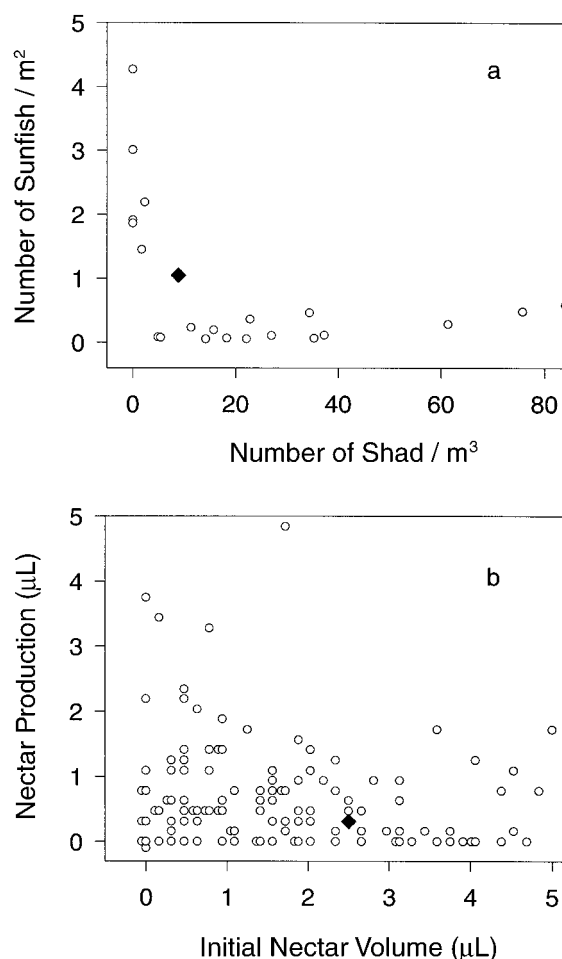 5
4
3
2
1
0
a
Number of Sunfish / m²
0 20 40 60 80
Number of Shad / m³
5
4
3
2
1
0
b
Nectar Production (µL)
0 1 2 3 4 5
Initial Nectar Volume (µL)